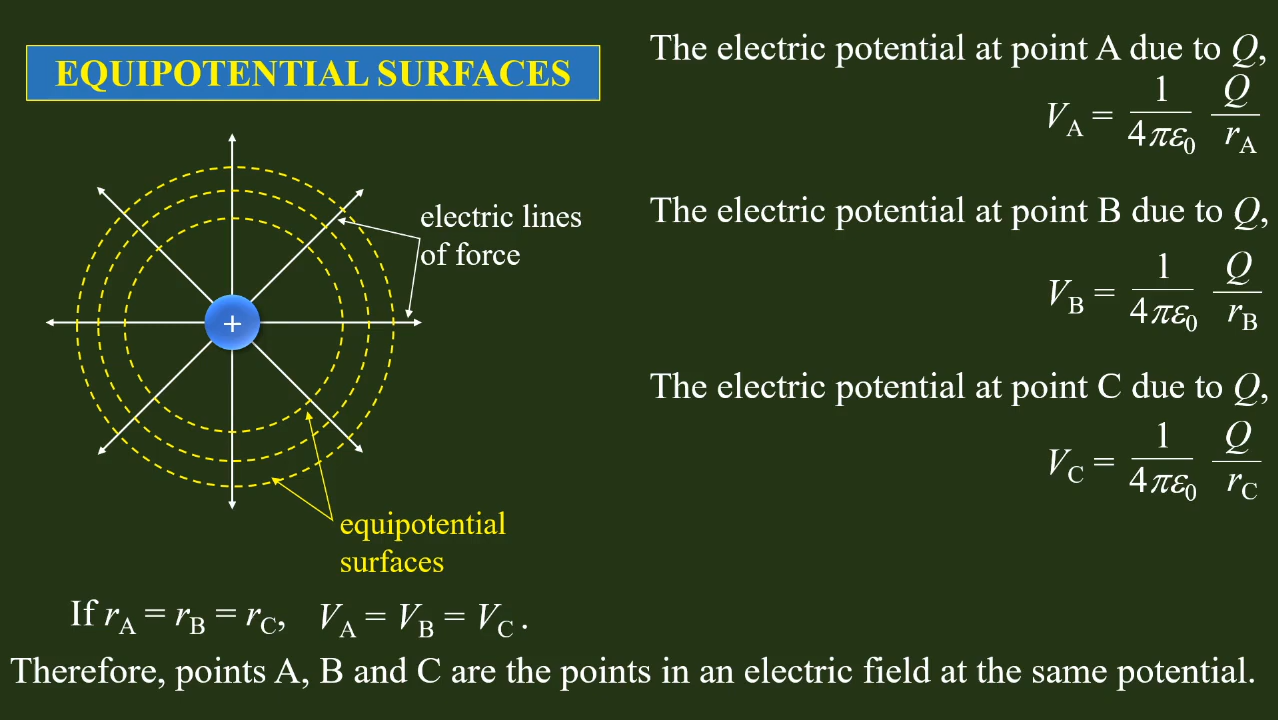 EQUIPOTENTIAL SURFACES
electric lines
of force
+
equipotential
surfaces
If r_A = r_B = r_C, V_A = V_B = V_C .
The electric potential at point A due to Q,
V_A = 1/4πε₀ Q/r_A
The electric potential at point B due to Q,
V_B = 1/4πε₀ Q/r_B
The electric potential at point C due to Q,
V_C = 1/4πε₀ Q/r_C
Therefore, points A, B and C are the points in an electric field at the same potential.